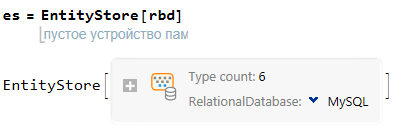 es = EntityStore[rbd]
пустое устройство пам
Type count: 6
EntityStore[ RelationalDatabase: MySQL ]